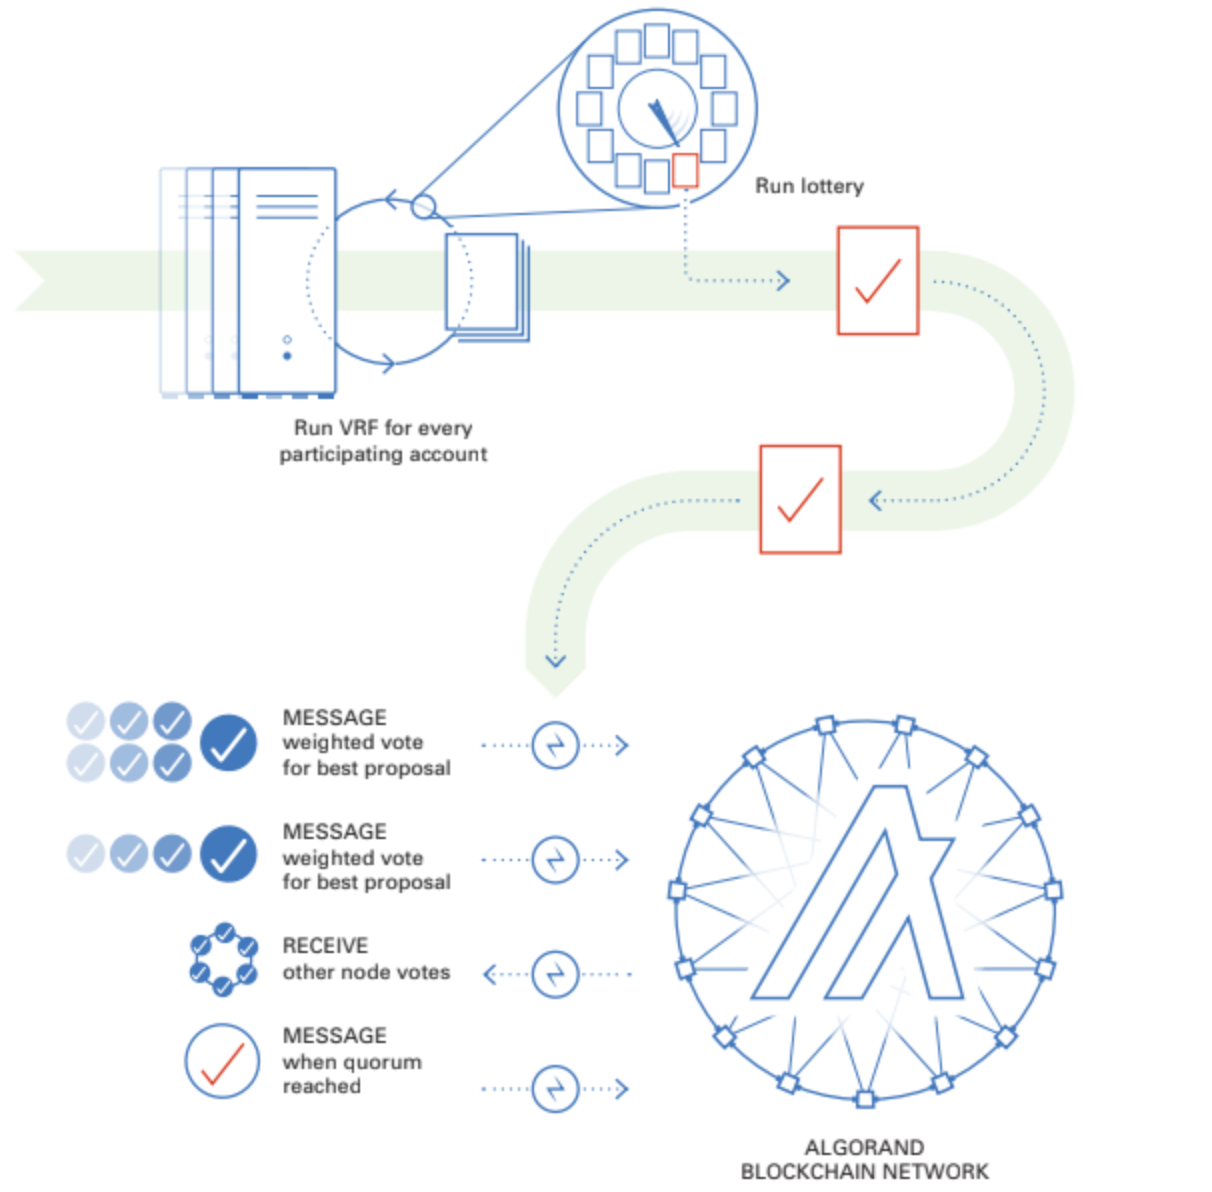 Run lottery
Run VRF for every
participating account
MESSAGE
weighted vote
for best proposal
MESSAGE
weighted vote
for best proposal
RECEIVE
other node votes
MESSAGE
when quorum
reached
ALGORAND
BLOCKCHAIN NETWORK